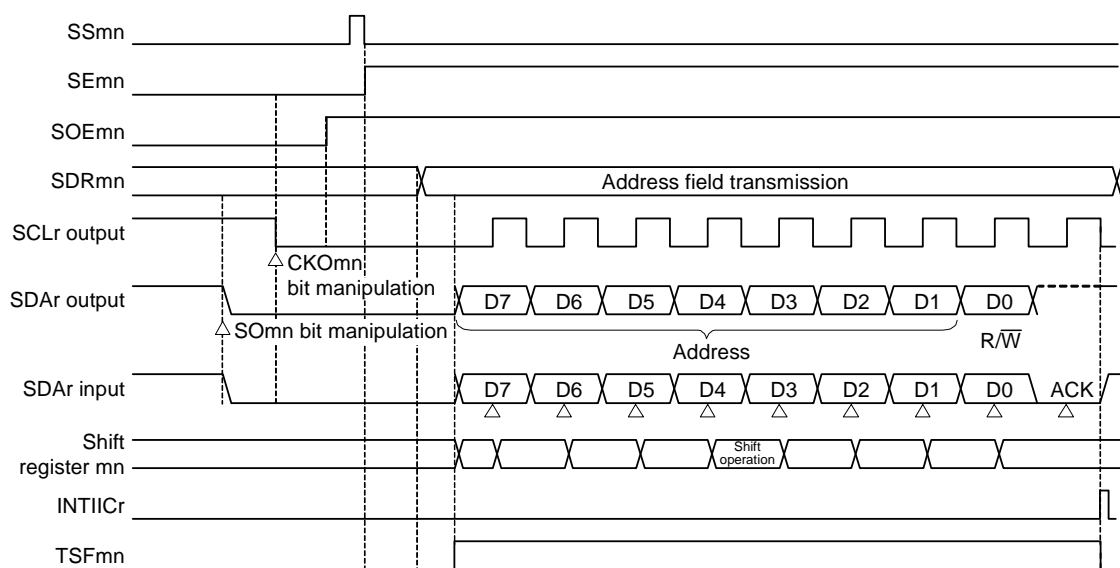 SSmn
SEmn
SOEmn
SDRmn
Address field transmission
SCLr output
CKOmn
bit manipulation
SDAr output
D7 D6 D5 D4 D3 D2 D1 D0
SOmn bit manipulation
Address
R/W̅
SDAr input
D7 D6 D5 D4 D3 D2 D1 D0 ACK
Shift
register mn
Shift
operation
INTIICr
TSFmn